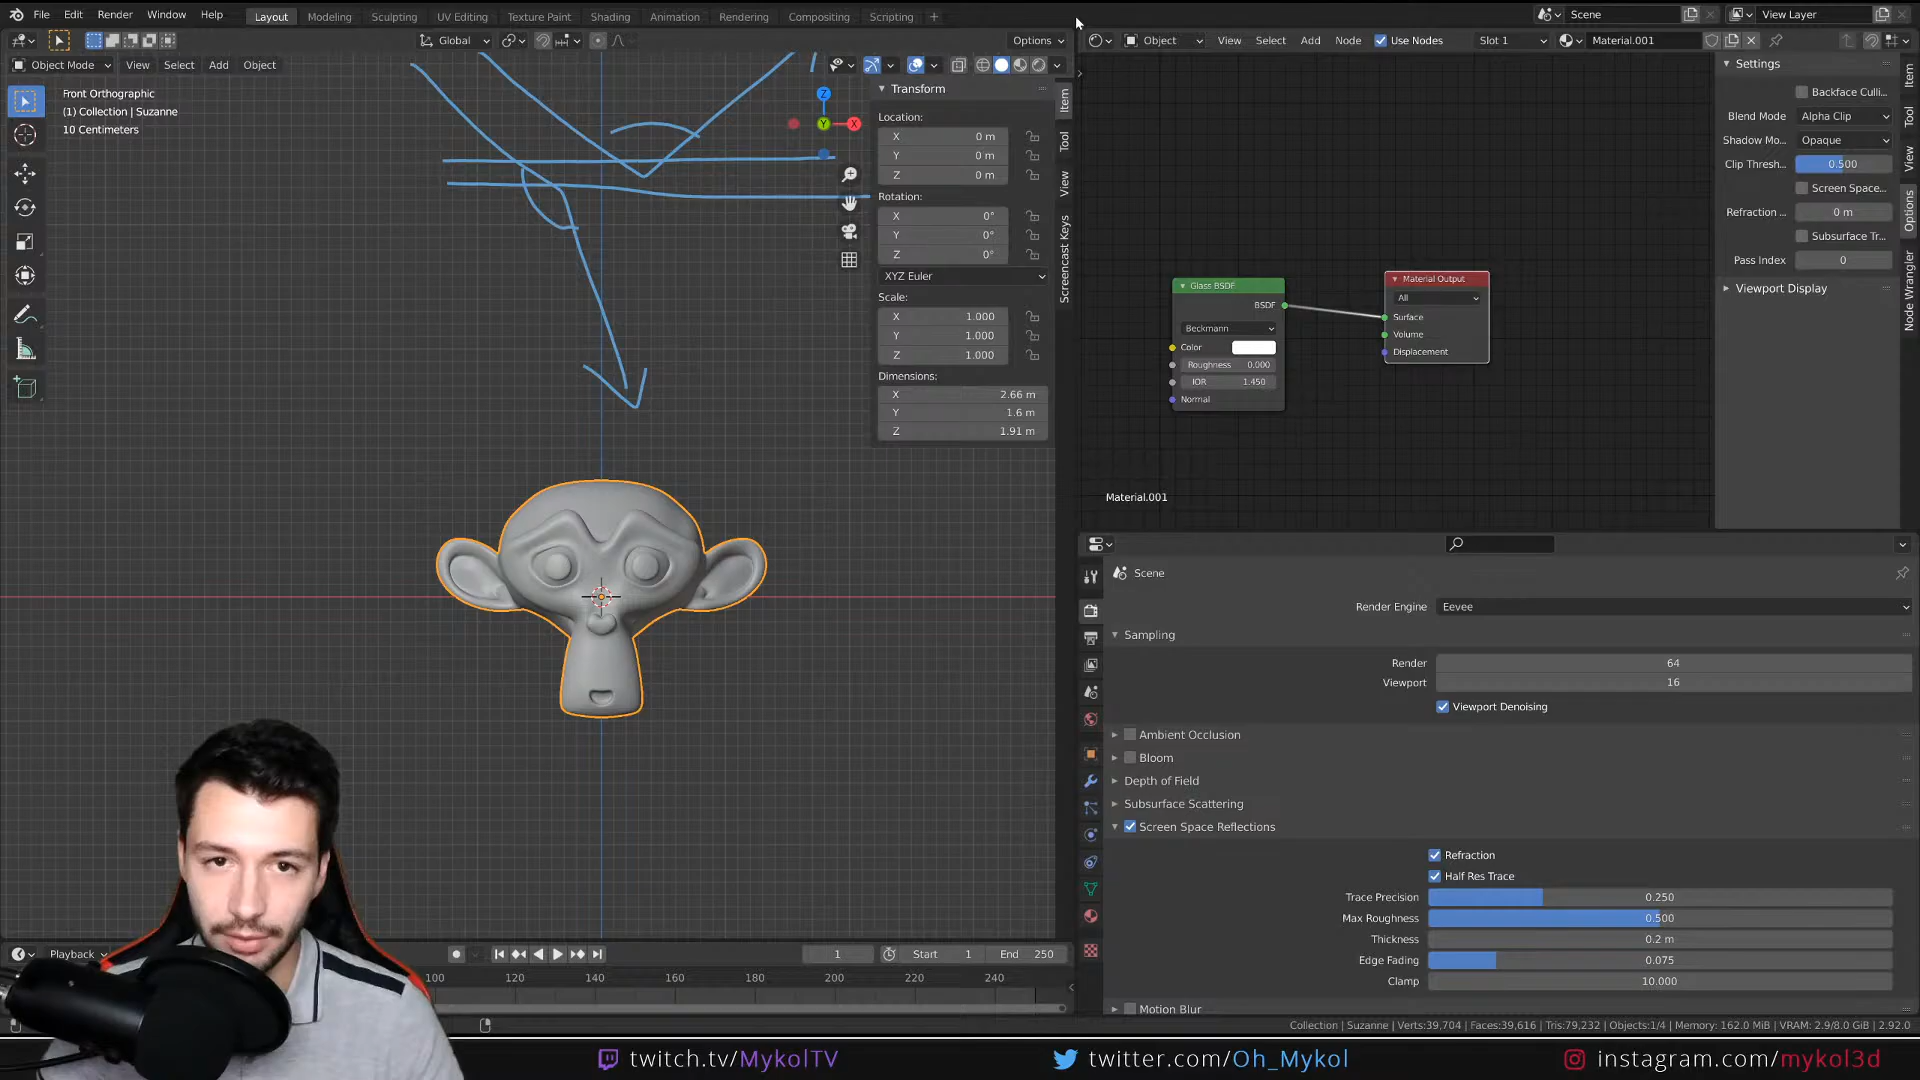 File Edit Render Window Help Layout Modeling Sculpting UV Editing Texture Paint Shading Animation Rendering Compositing Scripting + Scene View Layer
Global Options
Object View Select Add Node Use Nodes Slot 1 Material.001
Object Mode View Select Add Object
Front Orthographic
(1) Collection | Suzanne
10 Centimeters
Z
Y
X
Transform
Location:
X 0 m
Y 0 m
Z 0 m
Rotation:
X 0°
Y 0°
Z 0°
XYZ Euler
Scale:
X 1.000
Y 1.000
Z 1.000
Dimensions:
X 2.66 m
Y 1.6 m
Z 1.91 m
Item
Tool
View
Screencast Keys
Glass BSDF
BSDF
Beckmann
Color
Roughness 0.000
IOR 1.450
Normal
Material Output
All
Surface
Volume
Displacement
Material.001
Settings
Backface Culli...
Blend Mode Alpha Clip
Shadow Mo... Opaque
Clip Thresh... 0.500
Screen Space...
Refraction ... 0 m
Subsurface Tr...
Pass Index 0
Viewport Display
Item
Tool
View
Options
Node Wrangler
Scene
Render Engine Eevee
Sampling
Render 64
Viewport 16
Viewport Denoising
Ambient Occlusion
Bloom
Depth of Field
Subsurface Scattering
Screen Space Reflections
Refraction
Half Res Trace
Trace Precision 0.250
Max Roughness 0.500
Thickness 0.2 m
Edge Fading 0.075
Clamp 10.000
Motion Blur
Playback 1 Start 1 End 250
100 120 140 160 180 200 220 240
Collection | Suzanne | Verts:39,704 | Faces:39,616 | Tris:79,232 | Objects:1/4 | Memory: 162.0 MiB | VRAM: 2.9/8.0 GiB | 2.92.0
twitch.tv/MykolTV twitter.com/Oh_Mykol instagram.com/mykol3d